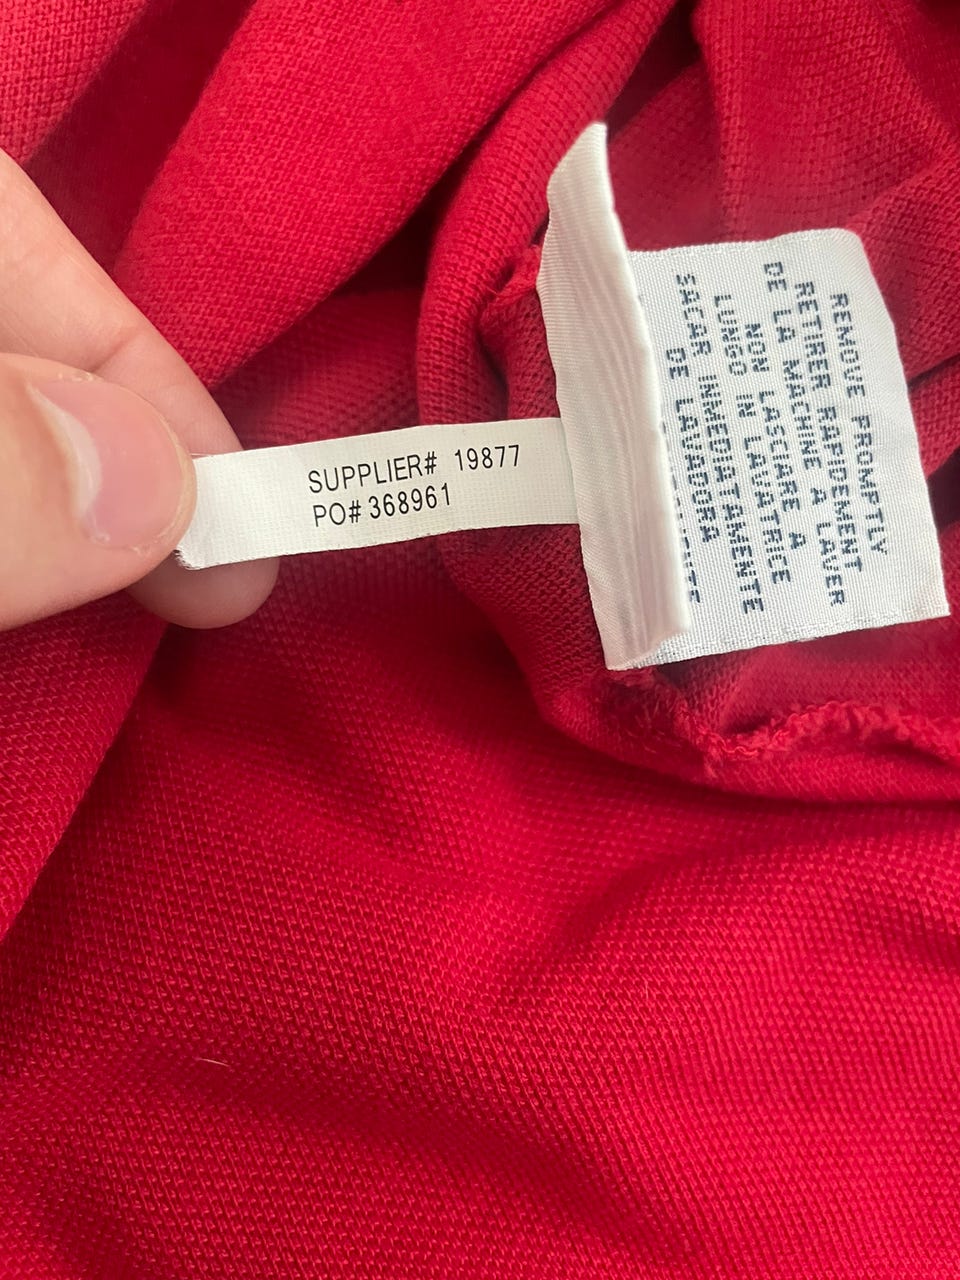 SUPPLIER# 19877
PO# 368961
REMOVE PROMPTLY
RETIRER RAPIDEMENT
DE LA MACHINE A LAVER
NON LASCARE A
LUNGO IN LAVATRICE
SACAR INMEDIATAMENTE
DE LAVADORA